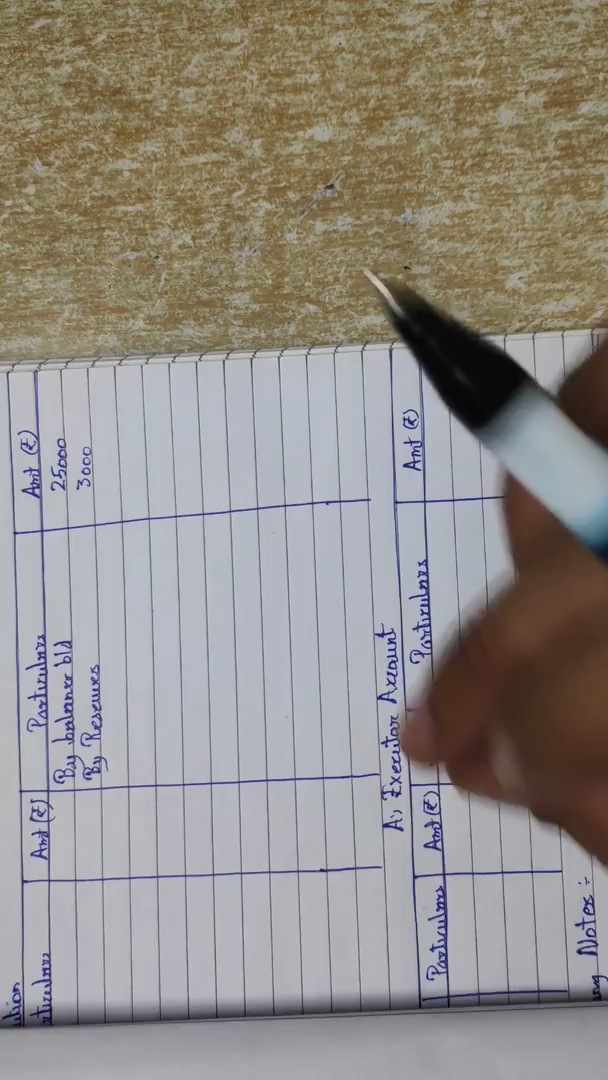 Particulars Amt (₹) Particulars Amt (₹)
By balance b/d 25000
By Reserves 3000
A's Executor Account
Particulars Amt (₹) Particulars Amt (₹)
Notes :-